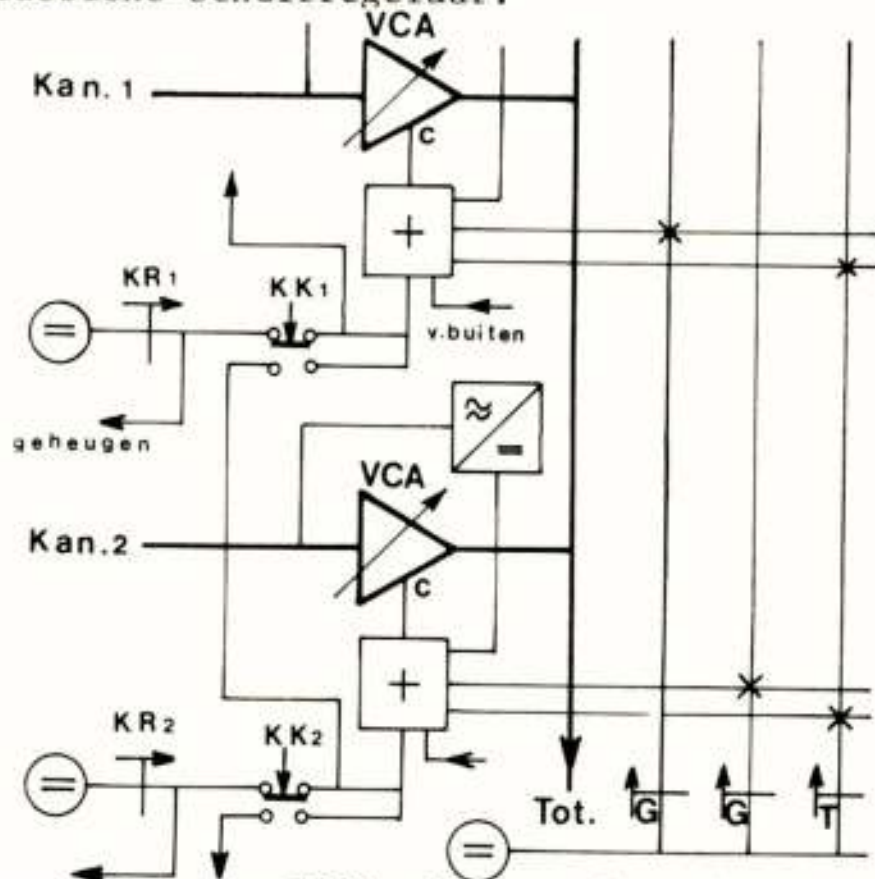 VCA
Kan. 1
C
+
KR1
KK1
v.buiten
geheugen
VCA
Kan.2
C
+
KR2
KK2
Tot.
G
G
T